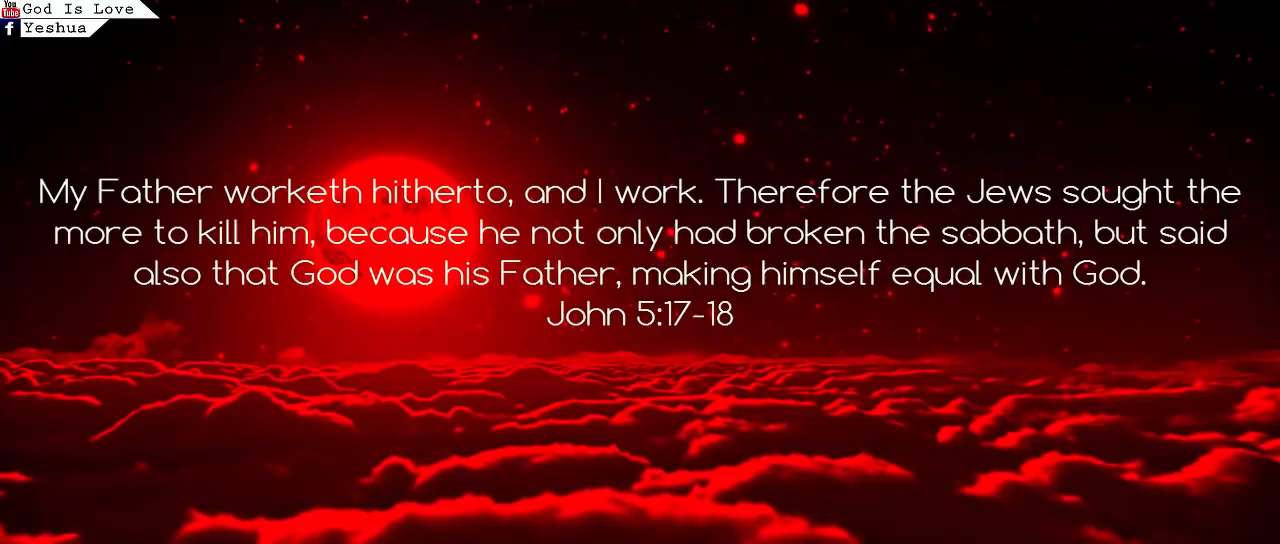 You
Tube
God Is Love
f
Yeshua
My Father worketh hitherto, and I work. Therefore the Jews sought the
more to kill him, because he not only had broken the sabbath, but said
also that God was his Father, making himself equal with God.
John 5:17-18